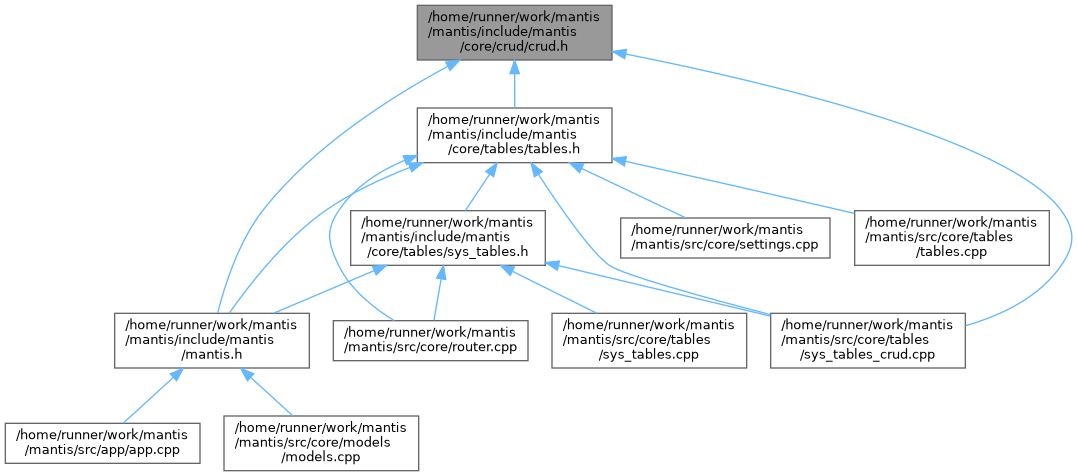 /home/runner/work/mantis
/mantis/include/mantis
/core/crud/crud.h
/home/runner/work/mantis
/mantis/include/mantis
/core/tables/tables.h
/home/runner/work/mantis
/mantis/include/mantis
/core/tables/sys_tables.h
/home/runner/work/mantis
/mantis/src/core/settings.cpp
/home/runner/work/mantis
/mantis/src/core/tables
/tables.cpp
/home/runner/work/mantis
/mantis/include/mantis
/mantis.h
/home/runner/work/mantis
/mantis/src/core/router.cpp
/home/runner/work/mantis
/mantis/src/core/tables
/sys_tables.cpp
/home/runner/work/mantis
/mantis/src/core/tables
/sys_tables_crud.cpp
/home/runner/work/mantis
/mantis/src/app/app.cpp
/home/runner/work/mantis
/mantis/src/core/models
/models.cpp